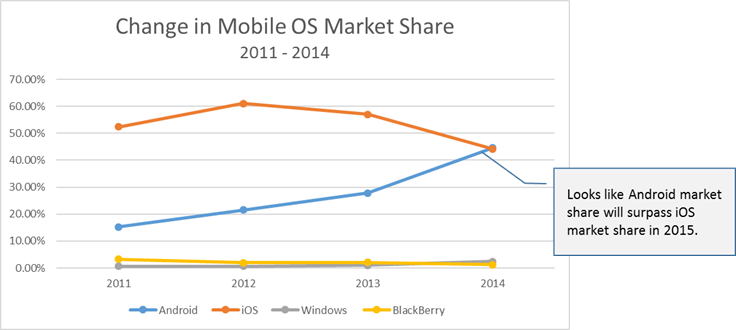 Change in Mobile OS Market Share
2011 - 2014
70.00%
60.00%
50.00%
40.00%
30.00%
20.00%
10.00%
0.00%
2011 2012 2013 2014
Android iOS Windows BlackBerry
Looks like Android market
share will surpass iOS
market share in 2015.